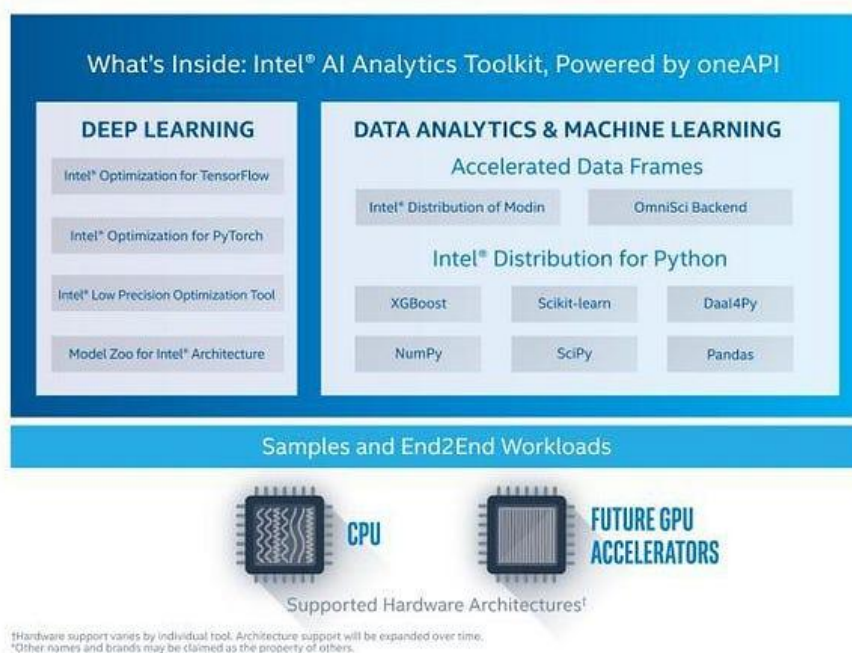 What's Inside: Intel® AI Analytics Toolkit, Powered by oneAPI
DEEP LEARNING
Intel® Optimization for TensorFlow
Intel® Optimization for PyTorch
Intel® Low Precision Optimization Tool
Model Zoo for Intel® Architecture
DATA ANALYTICS & MACHINE LEARNING
Accelerated Data Frames
Intel® Distribution of Modin
OmniSci Backend
Intel® Distribution for Python
XGBoost
Scikit-learn
Daal4Py
NumPy
SciPy
Pandas
Samples and End2End Workloads
CPU
FUTURE GPU
ACCELERATORS
Supported Hardware Architectures†
†Hardware support varies by individual tool. Architecture support will be expanded over time.
*Other names and brands may be claimed as the property of others.